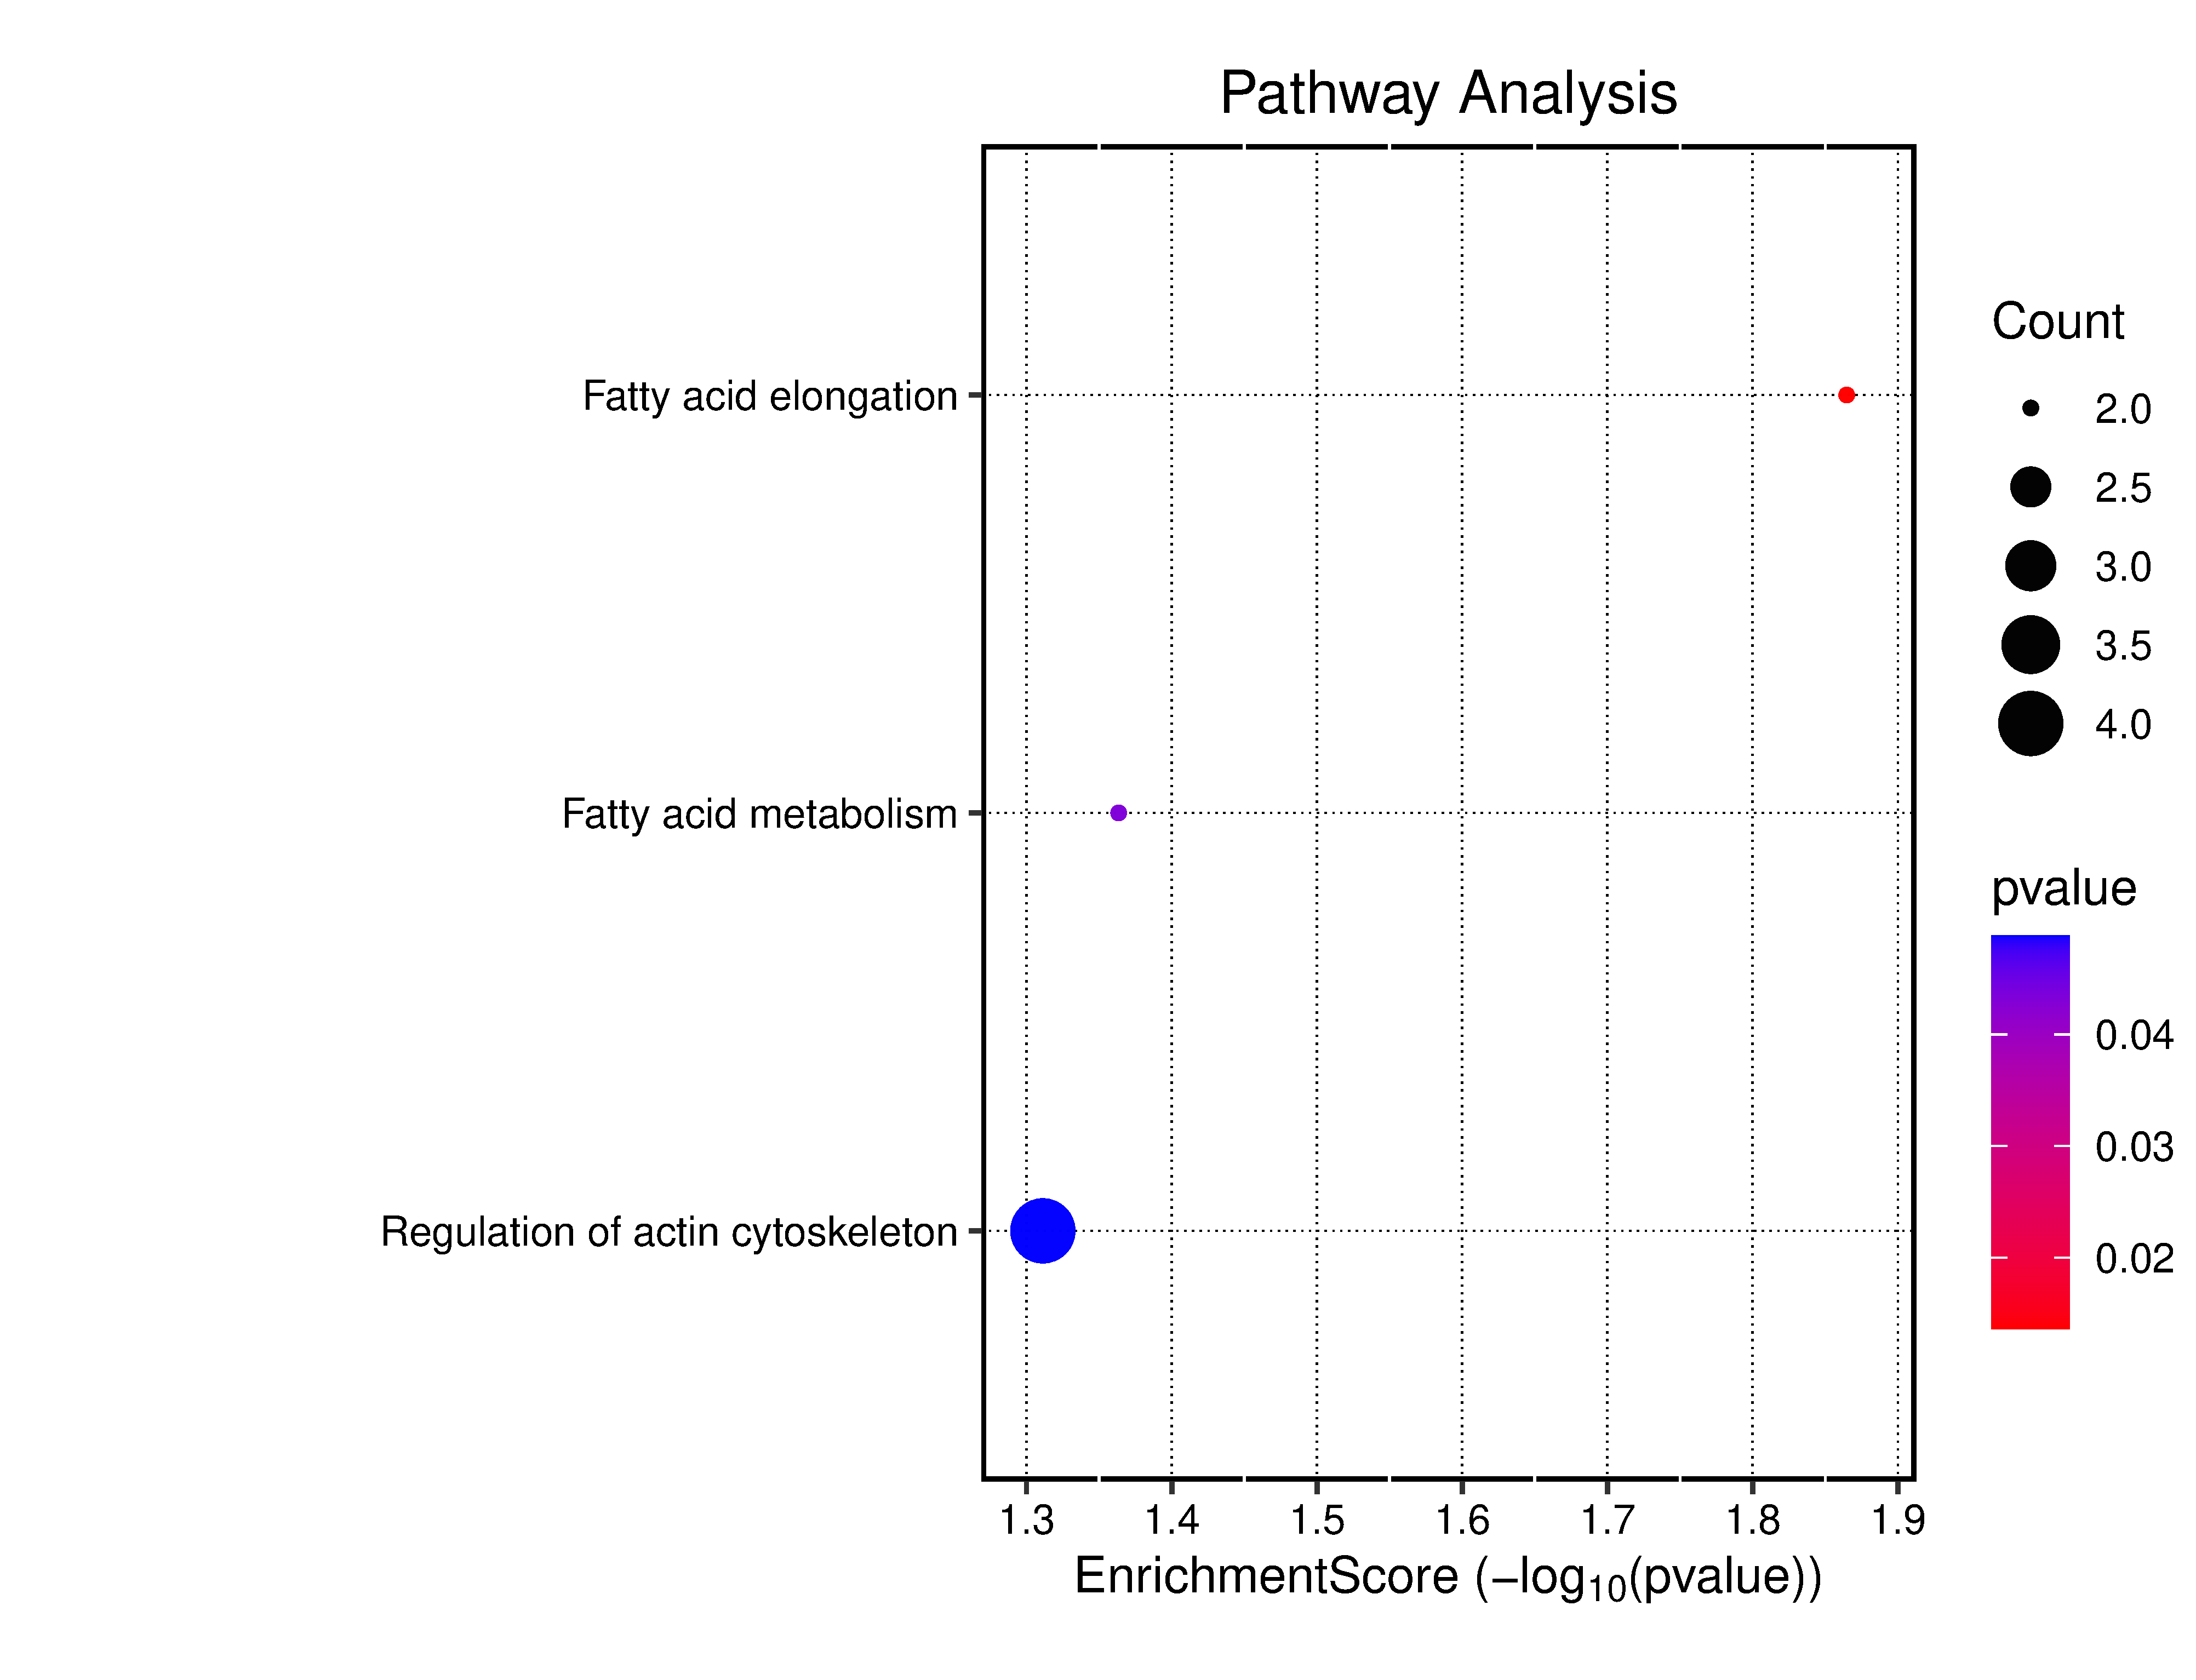 Pathway Analysis
Fatty acid elongation
Fatty acid metabolism
Regulation of actin cytoskeleton
1.3 1.4 1.5 1.6 1.7 1.8 1.9
EnrichmentScore (−log10(pvalue))
Count
2.0
2.5
3.0
3.5
4.0
pvalue
0.04
0.03
0.02